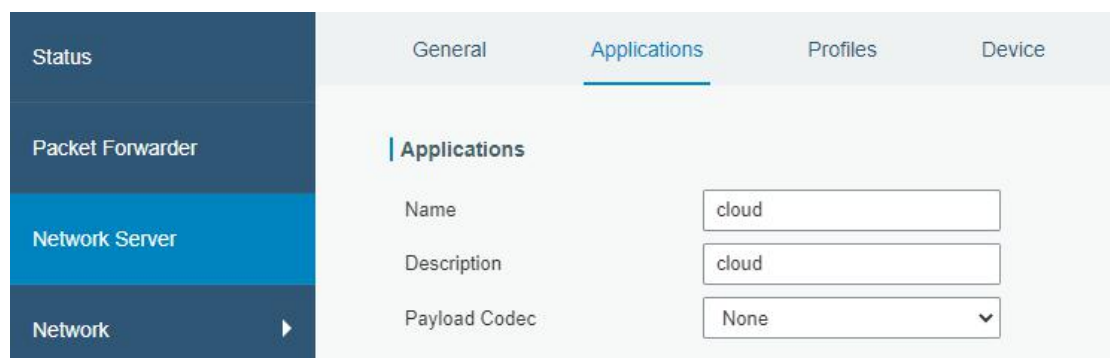 Status
Packet Forwarder
Network Server
Network
General Applications Profiles Device
Applications
Name cloud
Description cloud
Payload Codec None